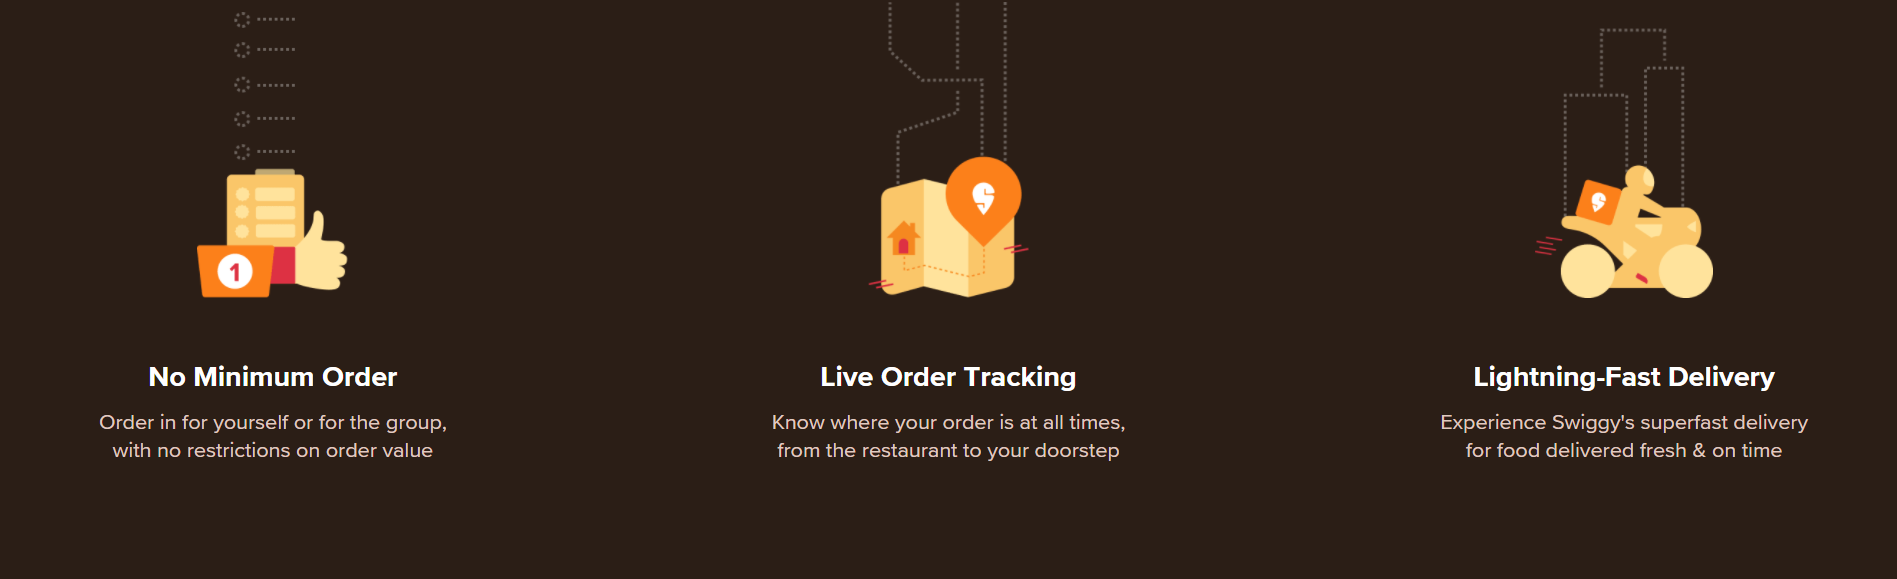 1
No Minimum Order
Order in for yourself or for the group,
with no restrictions on order value
Live Order Tracking
Know where your order is at all times,
from the restaurant to your doorstep
Lightning-Fast Delivery
Experience Swiggy's superfast delivery
for food delivered fresh & on time